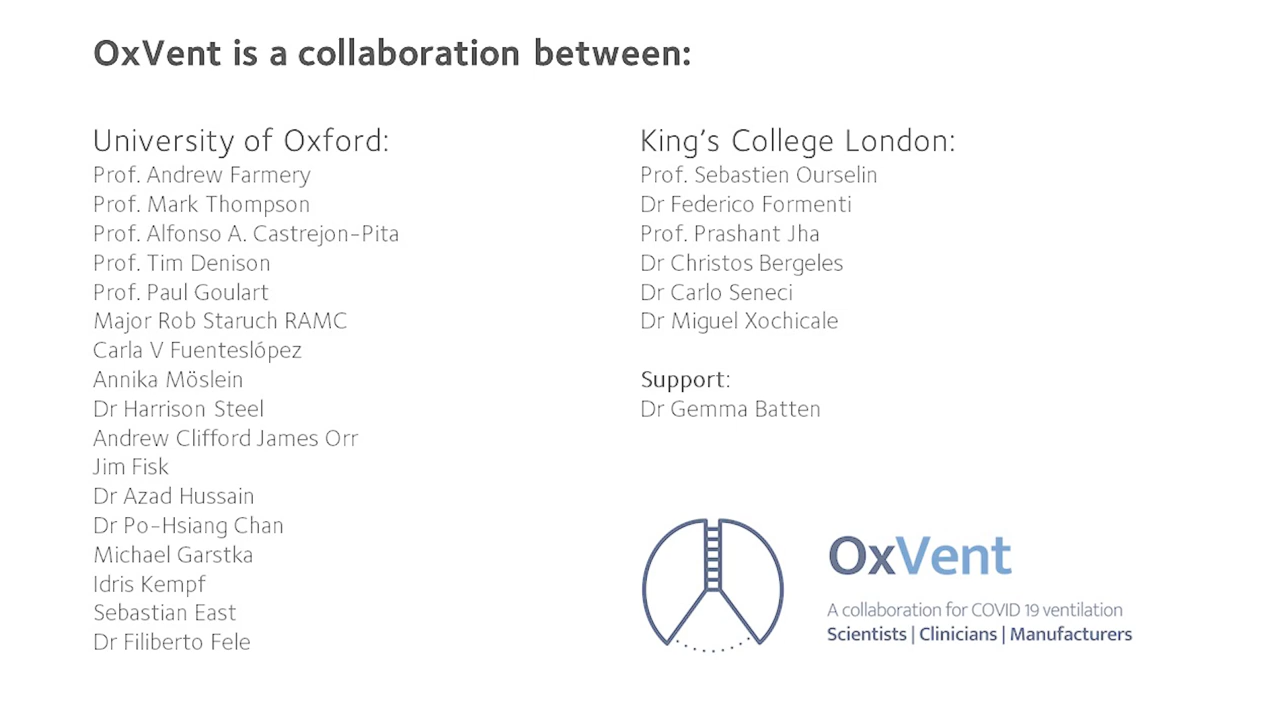 OxVent is a collaboration between:
University of Oxford:
Prof. Andrew Farmery
Prof. Mark Thompson
Prof. Alfonso A. Castrejon-Pita
Prof. Tim Denison
Prof. Paul Goulart
Major Rob Staruch RAMC
Carla V Fuenteslópez
Annika Möslein
Dr Harrison Steel
Andrew Clifford James Orr
Jim Fisk
Dr Azad Hussain
Dr Po-Hsiang Chan
Michael Garstka
Idris Kempf
Sebastian East
Dr Filiberto Fele
King's College London:
Prof. Sebastien Ourselin
Dr Federico Formenti
Prof. Prashant Jha
Dr Christos Bergeles
Dr Carlo Seneci
Dr Miguel Xochicale
Support:
Dr Gemma Batten
OxVent
A collaboration for COVID 19 ventilation
Scientists | Clinicians | Manufacturers